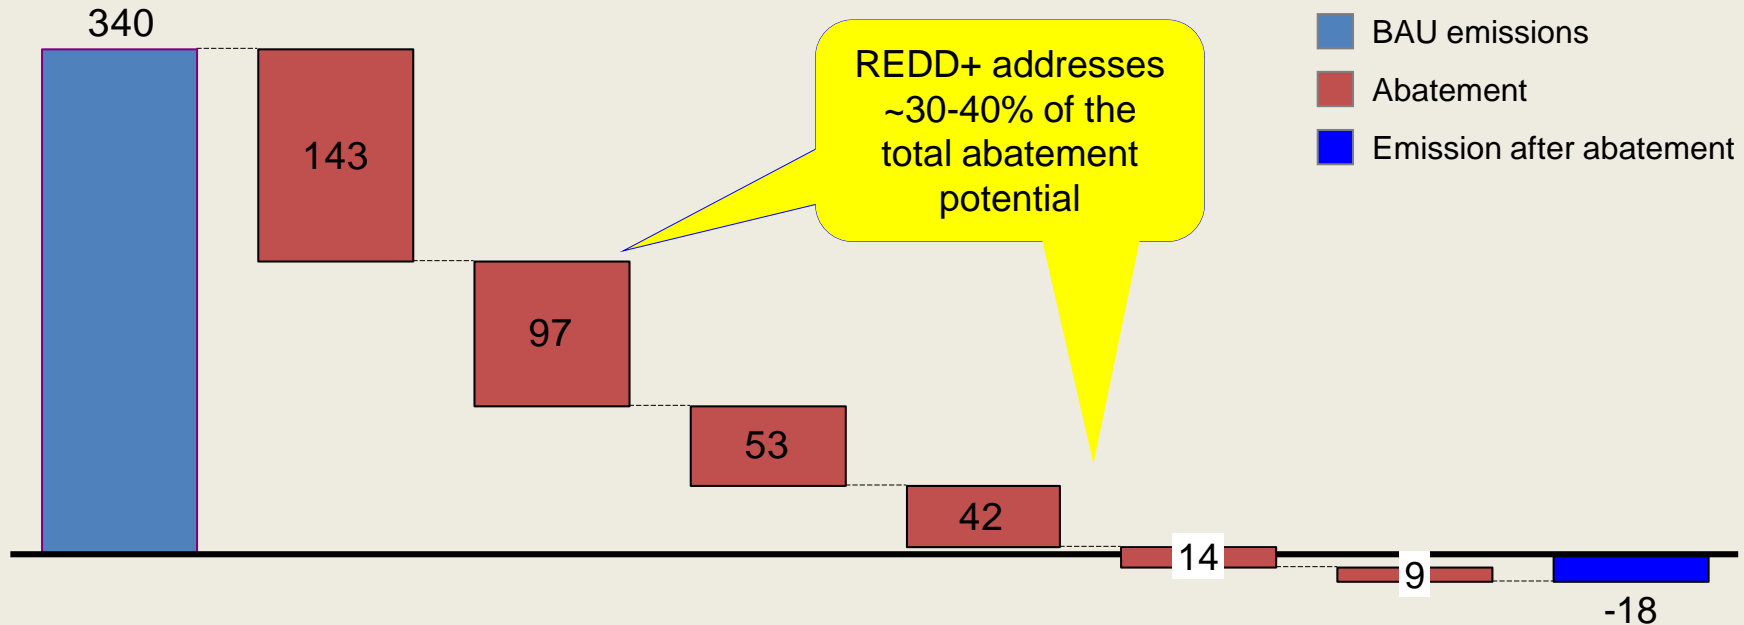 340
143
97
53
42
14
9
-18
REDD+ addresses
~30-40% of the
total abatement
potential
BAU emissions
Abatement
Emission after abatement